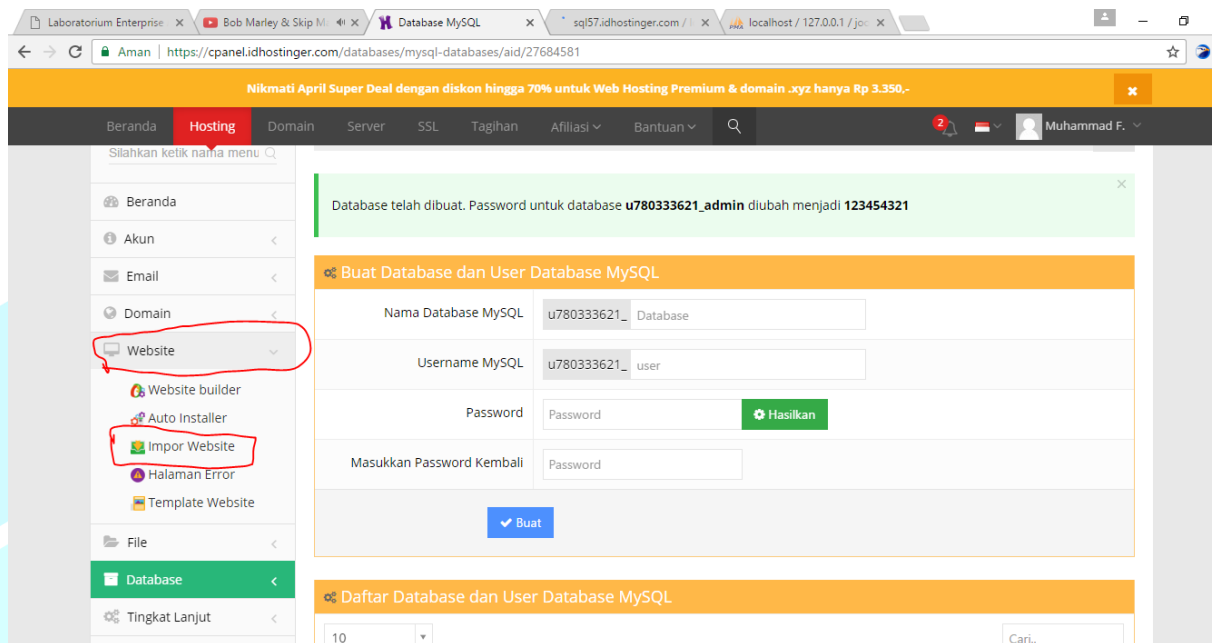 Laboratorium Enterprise
Bob Marley & Skip M
Database MySQL
sql57.idhostinger.com / l
localhost / 127.0.0.1 / joo
Aman | https://cpanel.idhostinger.com/databases/mysql-databases/aid/27684581
Nikmati April Super Deal dengan diskon hingga 70% untuk Web Hosting Premium & domain .xyz hanya Rp 3.350,-
Beranda Hosting Domain Server SSL Tagihan Afiliasi Bantuan 2 Muhammad F.
Silahkan ketik nama menu
Beranda
Akun
Email
Domain
Website
Website builder
Auto Installer
Impor Website
Halaman Error
Template Website
File
Database
Tingkat Lanjut
Database telah dibuat. Password untuk database u780333621_admin diubah menjadi 123454321
Buat Database dan User Database MySQL
Nama Database MySQL u780333621_ Database
Username MySQL u780333621_ user
Password Password Hasilkan
Masukkan Password Kembali Password
Buat
Daftar Database dan User Database MySQL
10 Cari..